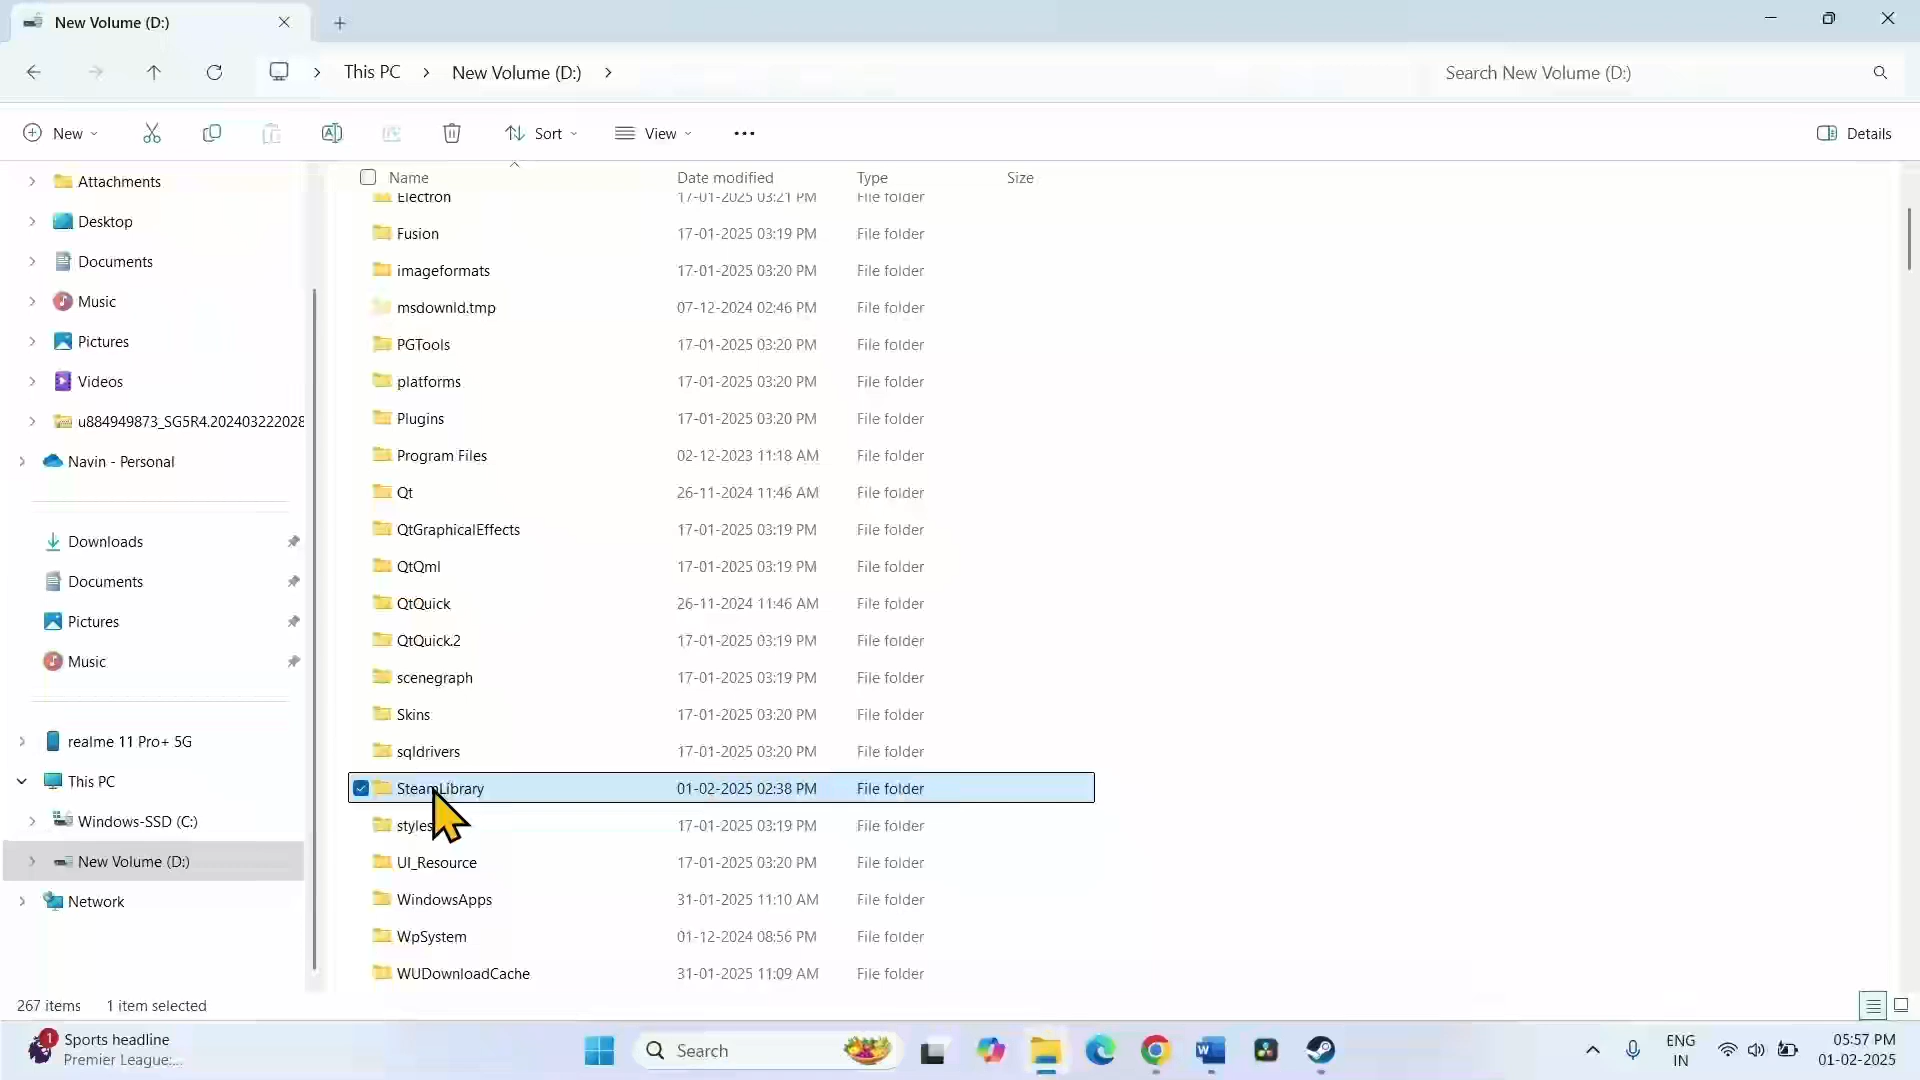 New Volume (D:)
This PC
New Volume (D:)
Search New Volume (D:)
New
Sort
View
Details
Name
Date modified
Type
Size
Attachments
Desktop
Documents
Music
Pictures
Videos
u884949873_SG5R4.202403222028
Navin - Personal
Downloads
Documents
Pictures
Music
realme 11 Pro+ 5G
This PC
Windows-SSD (C:)
New Volume (D:)
Network
Electron 17-01-2025 03:21 PM File folder
Fusion 17-01-2025 03:19 PM File folder
imageformats 17-01-2025 03:20 PM File folder
msdownld.tmp 07-12-2024 02:46 PM File folder
PGTools 17-01-2025 03:20 PM File folder
platforms 17-01-2025 03:20 PM File folder
Plugins 17-01-2025 03:20 PM File folder
Program Files 02-12-2023 11:18 AM File folder
Qt 26-11-2024 11:46 AM File folder
QtGraphicalEffects 17-01-2025 03:19 PM File folder
QtQml 17-01-2025 03:19 PM File folder
QtQuick 26-11-2024 11:46 AM File folder
QtQuick.2 17-01-2025 03:19 PM File folder
scenegraph 17-01-2025 03:19 PM File folder
Skins 17-01-2025 03:20 PM File folder
sqldrivers 17-01-2025 03:20 PM File folder
SteamLibrary 01-02-2025 02:38 PM File folder
styles 17-01-2025 03:19 PM File folder
UI_Resource 17-01-2025 03:20 PM File folder
WindowsApps 31-01-2025 11:10 AM File folder
WpSystem 01-12-2024 08:56 PM File folder
WUDownloadCache 31-01-2025 11:09 AM File folder
267 items 1 item selected
1
Sports headline
Premier League:...
Search
ENG
IN
05:57 PM
01-02-2025